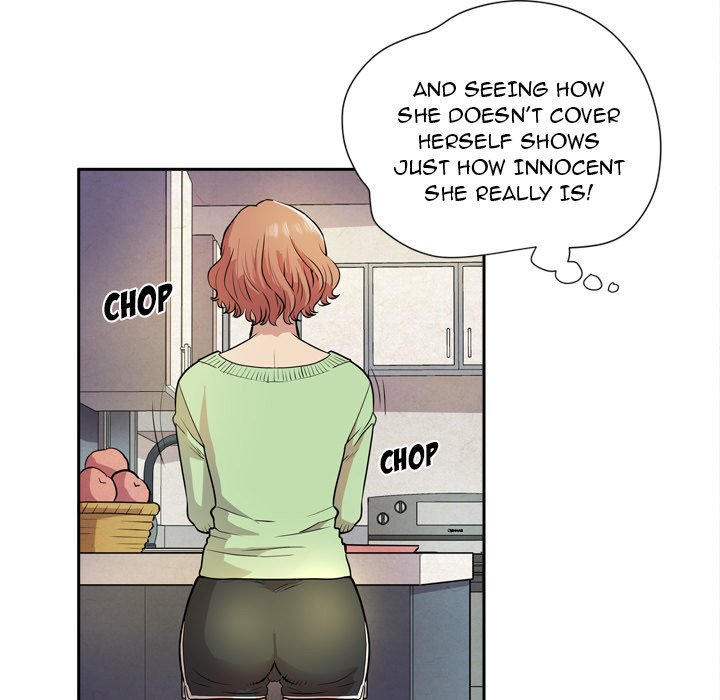 AND SEEING HOW
SHE DOESN'T COVER
HERSELF SHOWS
JUST HOW INNOCENT
SHE REALLY IS!
CHOP
CHOP